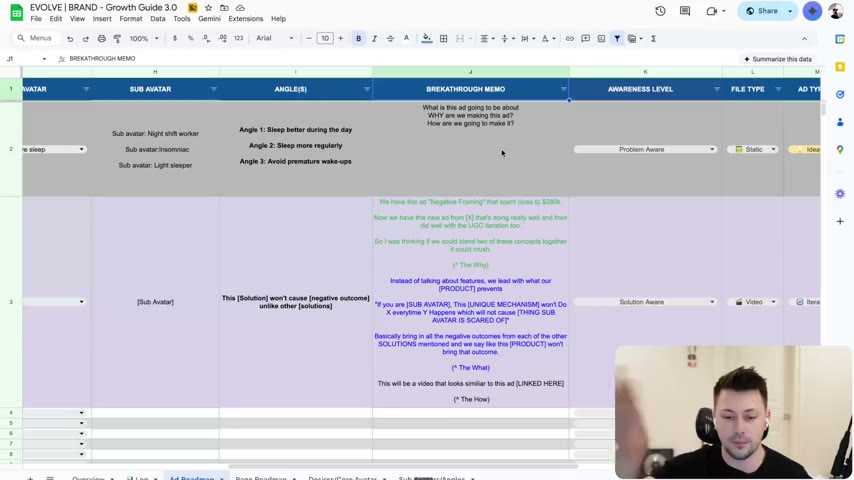 EVOLVE | BRAND - Growth Guide 3.0
File Edit View Insert Format Data Tools Gemini Extensions Help
Share
Menus 100% $ % .0 .00 123 Arial 10 B I A
Summarize this data
J1 fx BREKATHROUGH MEMO
H I J K L M
1 AVATAR SUB AVATAR ANGLE(S) BREKATHROUGH MEMO AWARENESS LEVEL FILE TYPE AD TYP
What is this ad going to be about
WHY are we making this ad?
How are we going to make it?
Sub avatar: Night shift worker
Sub avatar:Insomniac
Sub avatar: Light sleeper
Angle 1: Sleep better during the day
Angle 2: Sleep more regularly
Angle 3: Avoid premature wake-ups
2 ve sleep Problem Aware Static Idea
We have this ad "Negative Framing" that spent close to $280k
Now we have this new ad from [X] that's doing really well and then
did well with the UGC iteration too.
So I was thinking if we could blend two of these concepts together
it could crush.
(^ The Why)
Instead of talking about features, we lead with what our
[PRODUCT] prevents
"If you are [SUB AVATAR], This [UNIQUE MECHANISM] won't Do
X everytime Y Happens which will not cause [THING SUB
AVATAR IS SCARED OF]"
Basically bring in all the negative outcomes from each of the other
SOLUTIONS mentioned and we say like this [PRODUCT] won't
bring that outcome.
(^ The What)
This will be a video that looks similiar to this ad [LINKED HERE]
(^ The How)
3 [Sub Avatar]
This [Solution] won't cause [negative outcome]
unlike other [solutions]
Solution Aware Video Itera
4
5
6
7
8
Overview Log Ad Roadmap Page Roadmap Desires/Core Avatar